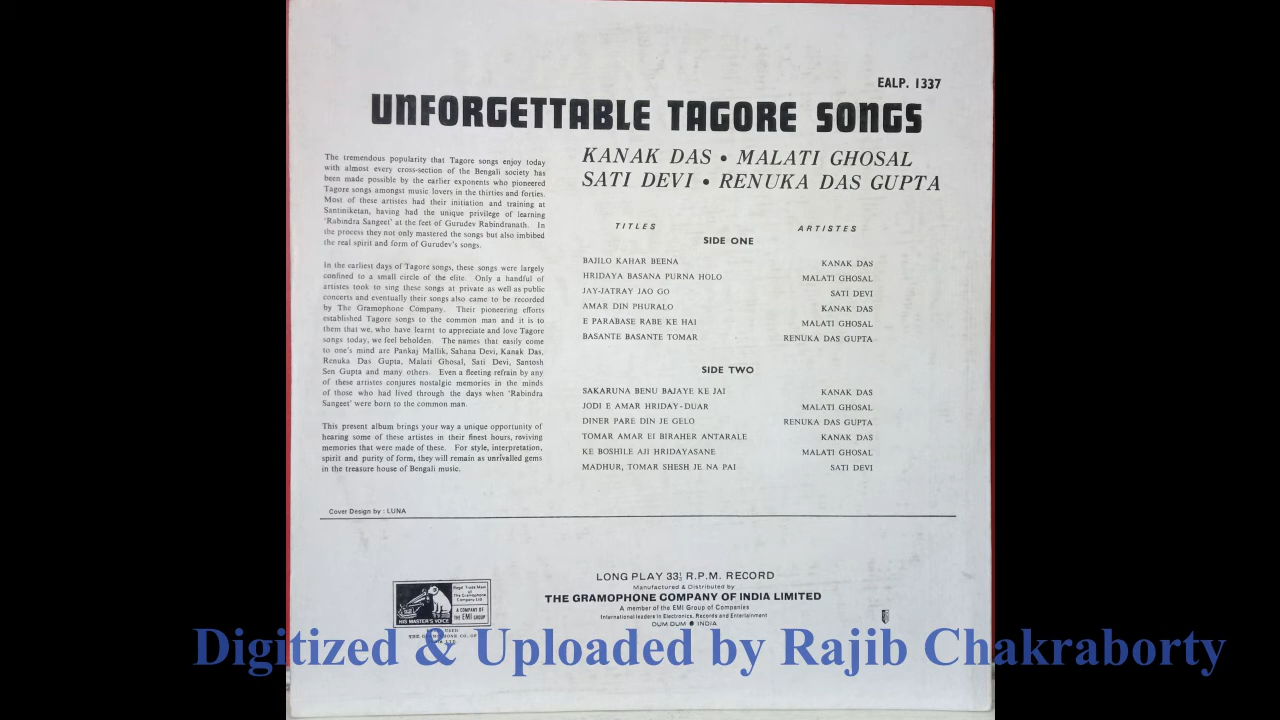 EALP. 1337
UNFORGETTABLE TAGORE SONGS
KANAK DAS • MALATI GHOSAL
SATI DEVI • RENUKA DAS GUPTA
The tremendous popularity that Tagore songs enjoy today
with almost every cross-section of the Bengali society has
been made possible by the earlier exponents who pioneered
Tagore songs amongst music lovers in the thirties and forties.
Most of these artistes had their initiation and training at
Santiniketan, having had the unique privilege of learning
'Rabindra Sangeet' at the feet of Gurudev Rabindranath. In
the process they not only mastered the songs but also imbibed
the real spirit and form of Gurudev's songs.
In the earliest days of Tagore songs, these songs were largely
confined to a small circle of the elite. Only a handful of
artistes took to sing these songs at private as well as public
concerts and eventually their songs also came to be recorded
by The Gramophone Company. Their pioneering efforts
established Tagore songs to the common man and it is to
them that we, who have learnt to appreciate and love Tagore
songs today, we feel beholden. The names that easily come
to one's mind are Pankaj Mallik, Sahana Devi, Kanak Das,
Renuka Das Gupta, Malati Ghosal, Sati Devi, Santosh
Sen Gupta and many others. Even a fleeting refrain by any
of these artistes conjures nostalgic memories in the minds
of those who had lived through the days when 'Rabindra
Sangeet' were born to the common man.
This present album brings your way a unique opportunity of
hearing some of these artistes in their finest hours, reviving
memories that were made of these. For style, interpretation,
spirit and purity of form, they will remain as unrivalled gems
in the treasure house of Bengali music.
TITLES ARTISTES
SIDE ONE
BAJILO KAHAR BEENA KANAK DAS
HRIDAYA BASANA PURNA HOLO MALATI GHOSAL
JAY-JATRAY JAO GO SATI DEVI
AMAR DIN PHURALO KANAK DAS
E PARABASE RABE KE HAI MALATI GHOSAL
BASANTE BASANTE TOMAR RENUKA DAS GUPTA
SIDE TWO
SAKARUNA BENU BAJAYE KE JAI KANAK DAS
JODI E AMAR HRIDAY-DUAR MALATI GHOSAL
DINER PARE DIN JE GELO RENUKA DAS GUPTA
TOMAR AMAR EI BIRAHER ANTARALE KANAK DAS
KE BOSHILE AJI HRIDAYASANE MALATI GHOSAL
MADHUR, TOMAR SHESH JE NA PAI SATI DEVI
Cover Design by : LUNA
HIS MASTER'S VOICE
A COMPANY OF
THE EMI GROUP
LONG PLAY 33⅓ R.P.M. RECORD
Manufactured & Distributed by
THE GRAMOPHONE COMPANY OF INDIA LIMITED
A member of the EMI Group of Companies
International leaders in Electronics, Records and Entertainment
DUM DUM ● INDIA
Digitized & Uploaded by Rajib Chakraborty